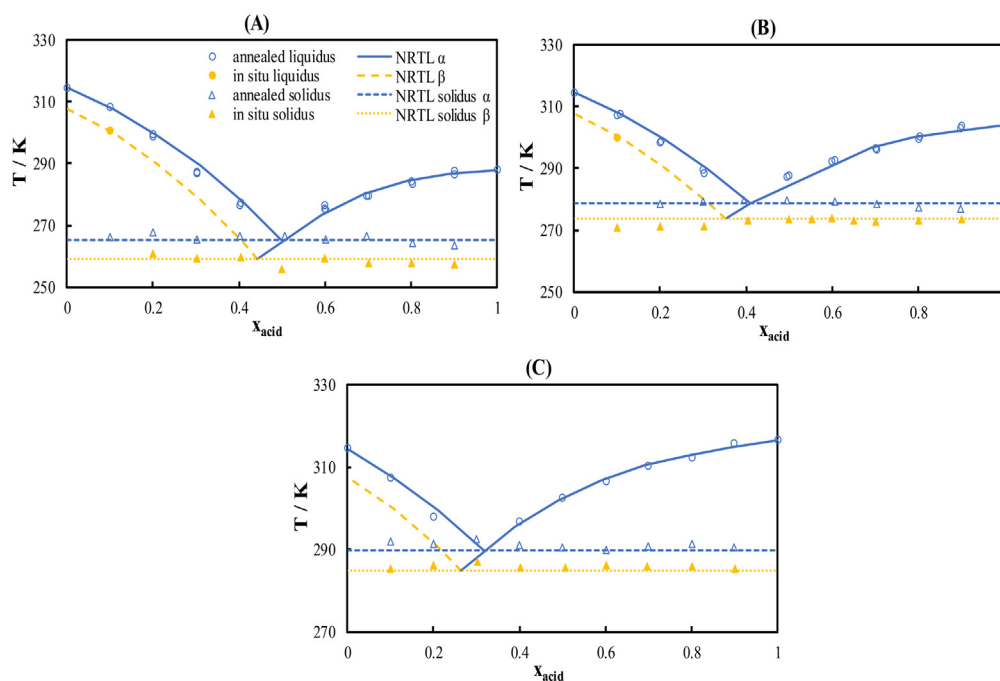 (A)
330
310
290
270
250
T / K
annealed liquidus
in situ liquidus
annealed solidus
in situ solidus
NRTL α
NRTL β
NRTL solidus α
NRTL solidus β
0 0.2 0.4 0.6 0.8 1
xacid
(B)
330
310
290
270
250
T / K
0 0.2 0.4 0.6 0.8
xacid
(C)
330
310
290
270
T / K
0 0.2 0.4 0.6 0.8 1
xacid